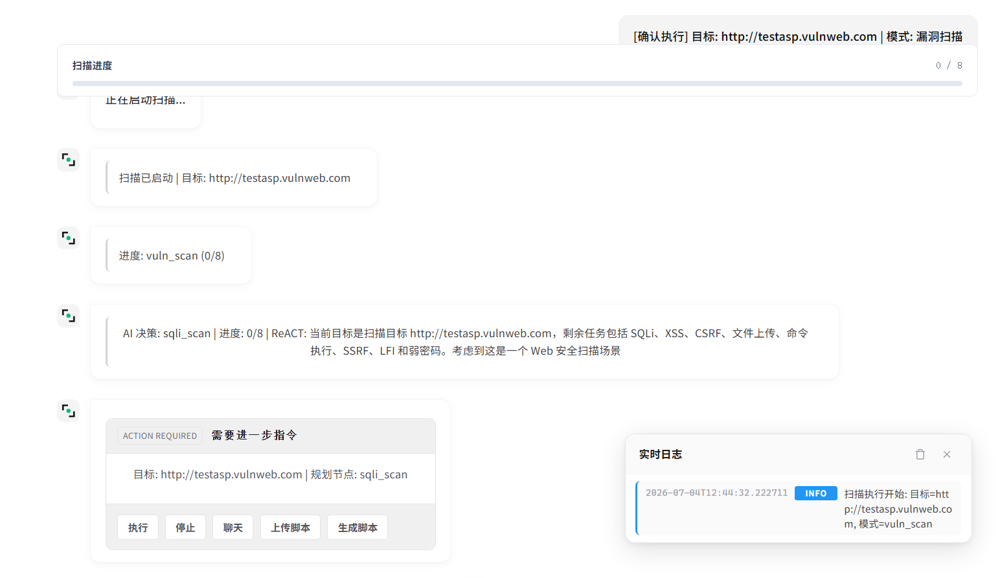 [确认执行] 目标: http://testasp.vulnweb.com | 模式: 漏洞扫描
扫描进度
0 / 8
正在启动扫描...
扫描已启动 | 目标: http://testasp.vulnweb.com
进度: vuln_scan (0/8)
AI 决策: sqli_scan | 进度: 0/8 | ReACT: 当前目标是扫描目标 http://testasp.vulnweb.com，剩余任务包括 SQLi、XSS、CSRF、文件上传、命令
执行、SSRF、LFI 和弱密码。考虑到这是一个 Web 安全扫描场景
ACTION REQUIRED 需要进一步指令
目标: http://testasp.vulnweb.com | 规划节点: sqli_scan
执行 停止 聊天 上传脚本 生成脚本
实时日志
2026-07-04T12:44:32.222711 INFO 扫描执行开始: 目标=htt
p://testasp.vulnweb.co
m, 模式=vuln_scan